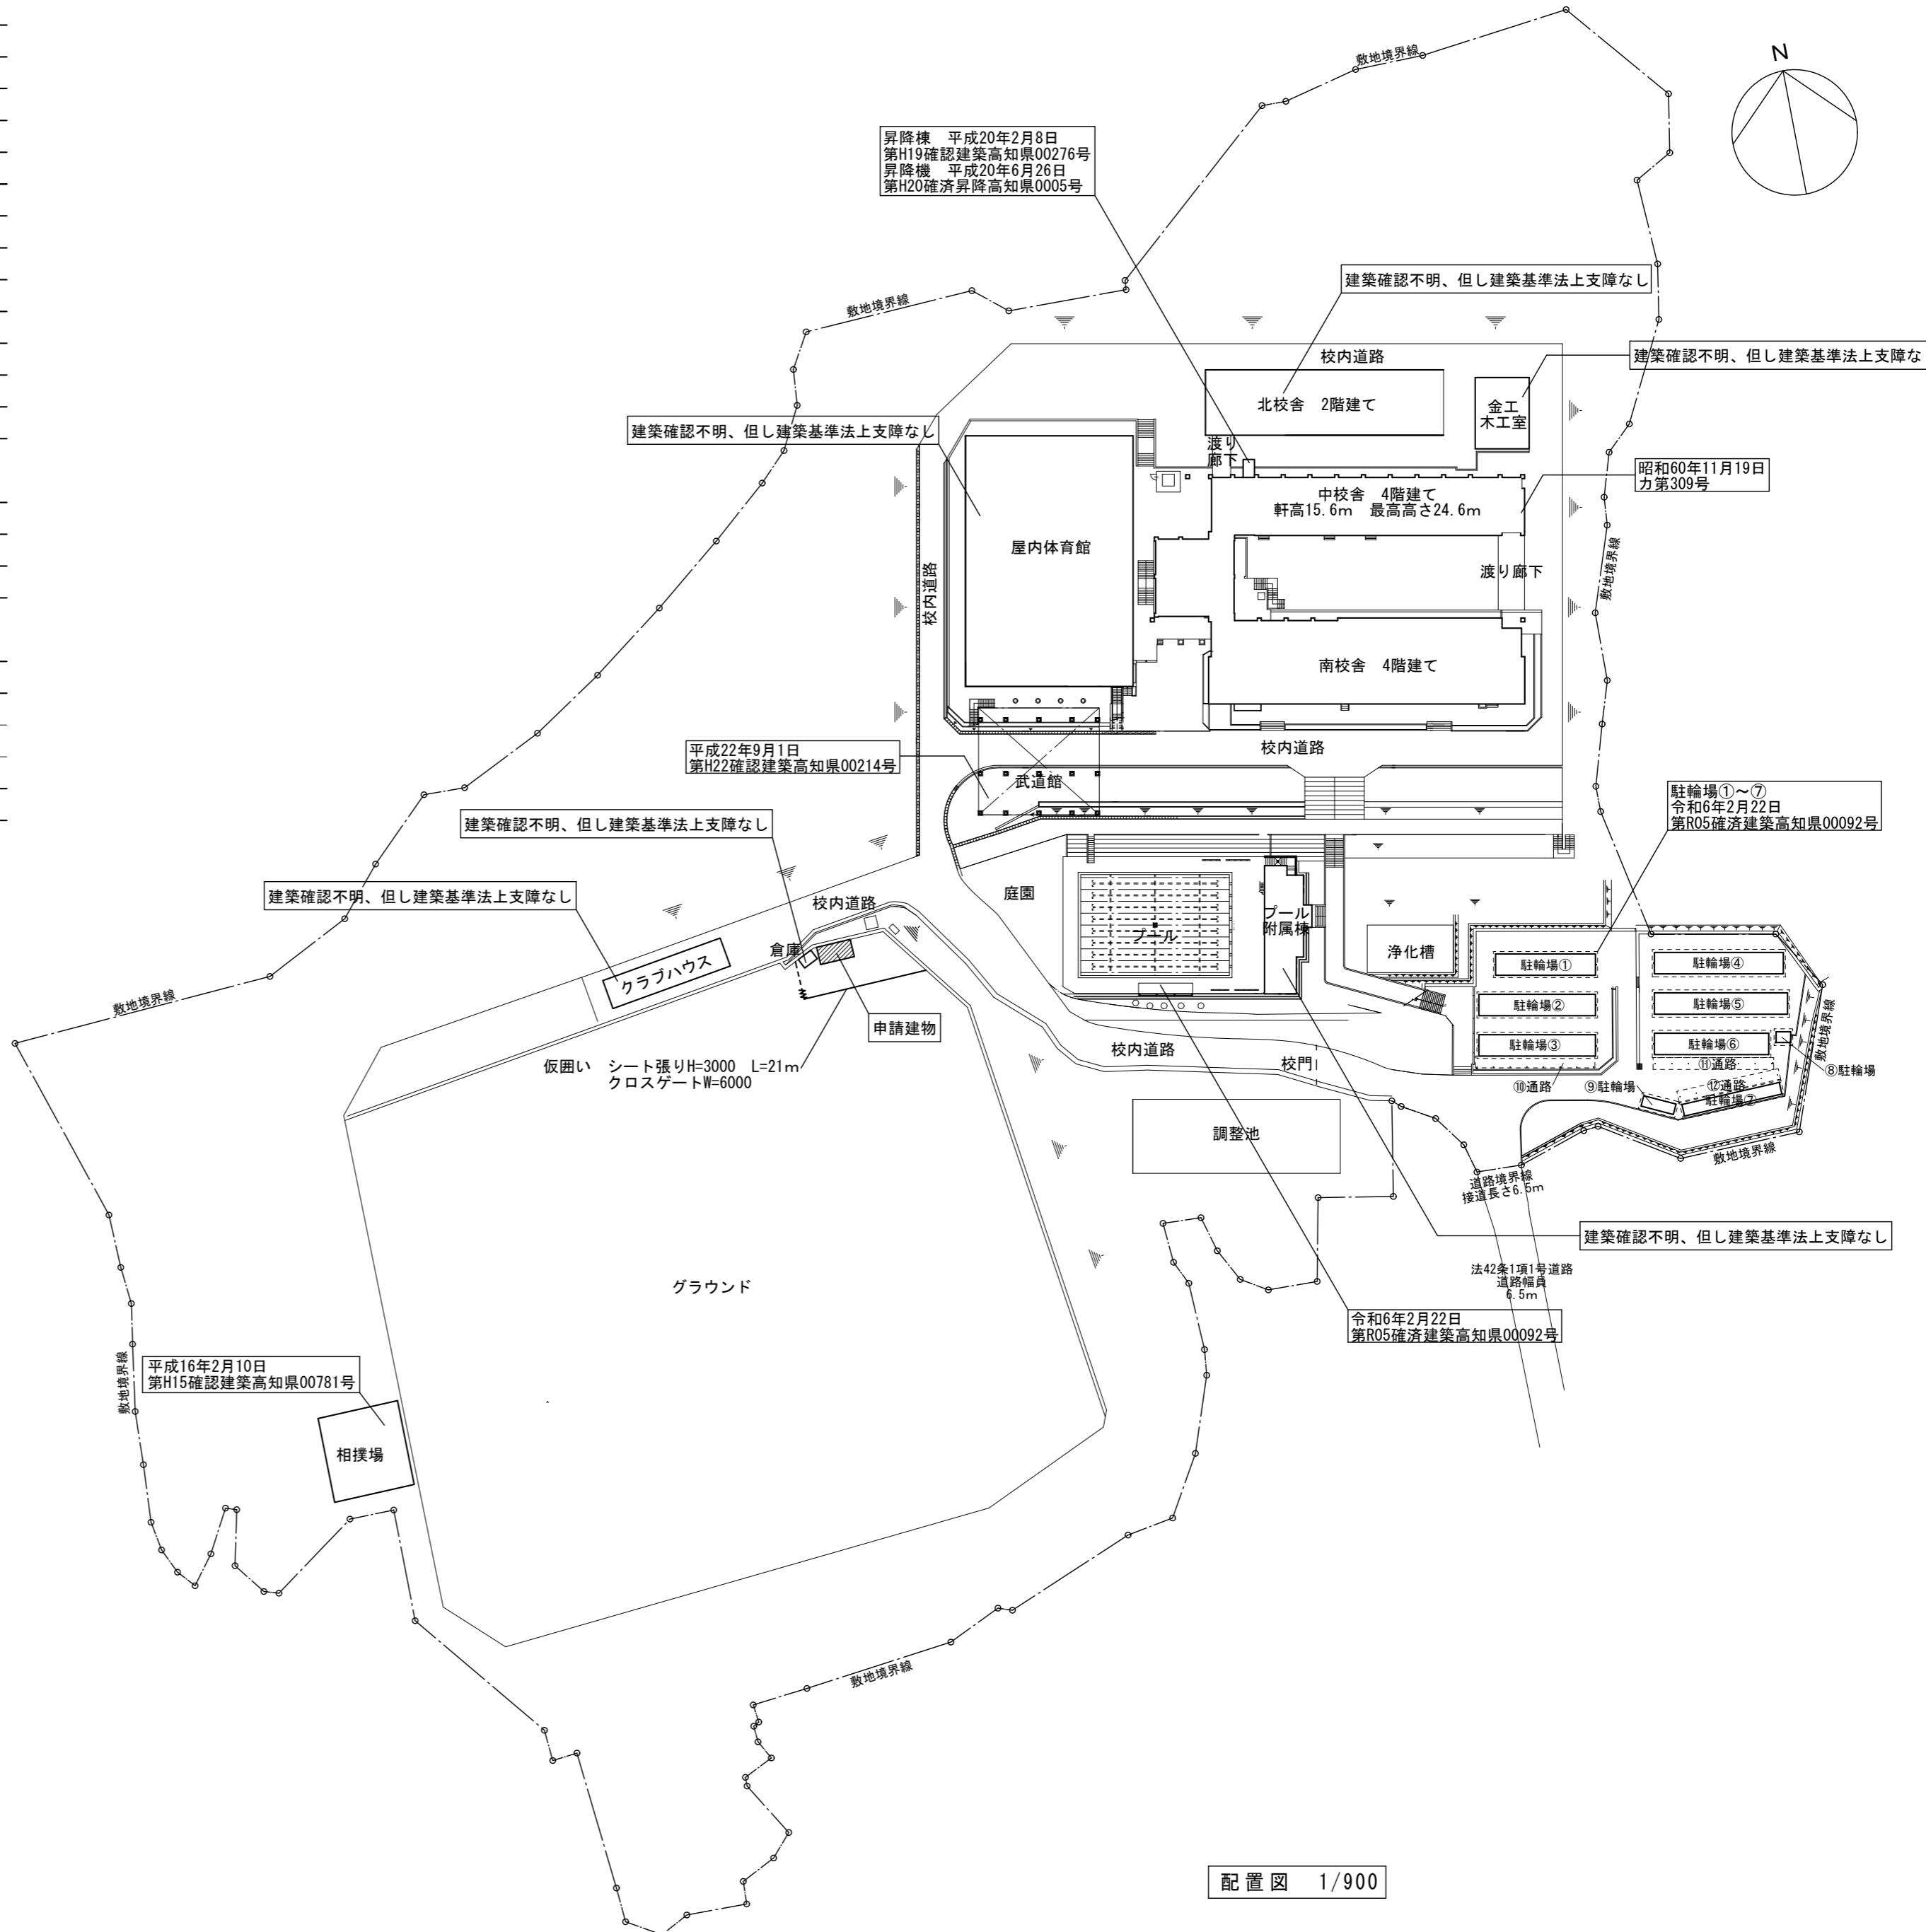 敷地境界線
N
昇降棟　平成20年2月8日
第H19確認建築高知県00276号
昇降機　平成20年6月26日
第H20確済昇降高知県0005号
建築確認不明、但し建築基準法上支障なし
敷地境界線
校内道路
建築確認不明、但し建築基準法上支障な
北校舎　2階建て
金工
木工室
建築確認不明、但し建築基準法上支障なし
渡り
廊下
昭和60年11月19日
カ第309号
中校舎　4階建て
軒高15.6m　最高高さ24.6m
屋内体育館
敷地境界線
渡り廊下
校内道路
南校舎　4階建て
平成22年9月1日
第H22確認建築高知県00214号
校内道路
武道館
駐輪場①～⑦
令和6年2月22日
第R05確済建築高知県00092号
建築確認不明、但し建築基準法上支障なし
建築確認不明、但し建築基準法上支障なし
庭園
校内道路
プール
プール
附属棟
倉庫
浄化槽
クラブハウス
駐輪場①
駐輪場④
敷地境界線
駐輪場②
駐輪場⑤
申請建物
駐輪場③
駐輪場⑥
敷地境界線
校内道路
校門
仮囲い　シート張りH=3000　L=21m
クロスゲートW=6000
⑪通路
⑧駐輪場
⑩通路
⑨駐輪場
⑫通路
駐輪場⑦
調整池
敷地境界線
道路境界線
接道長さ6.5m
建築確認不明、但し建築基準法上支障なし
法42条1項1号道路
道路幅員
6.5m
グラウンド
令和6年2月22日
第R05確済建築高知県00092号
平成16年2月10日
第H15確認建築高知県00781号
敷地境界線
相撲場
敷地境界線
配置図　1/900